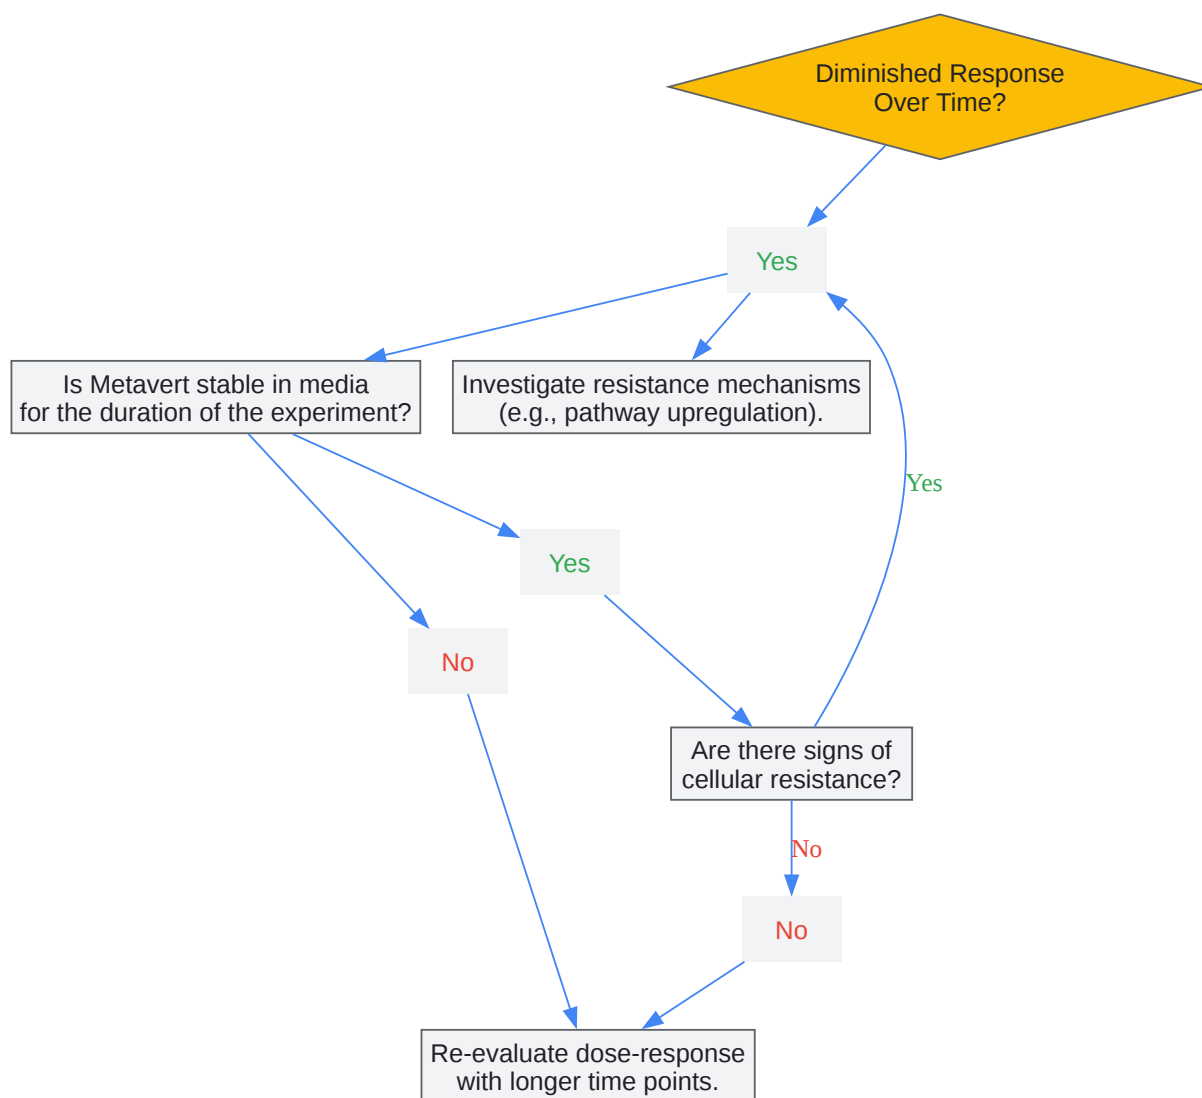 Diminished Response
Over Time?
Yes
Is Metavert stable in media
for the duration of the experiment?
Investigate resistance mechanisms
(e.g., pathway upregulation).
Yes
Yes
No
Are there signs of
cellular resistance?
No
No
Re-evaluate dose-response
with longer time points.